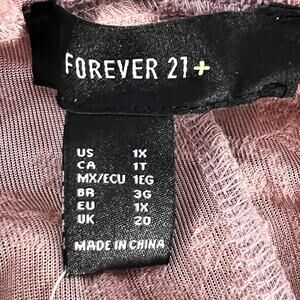 FOREVER 21+
US 1X
CA 1T
MX/ECU 1EG
BR 3G
EU 1X
UK 20
MADE IN CHINA